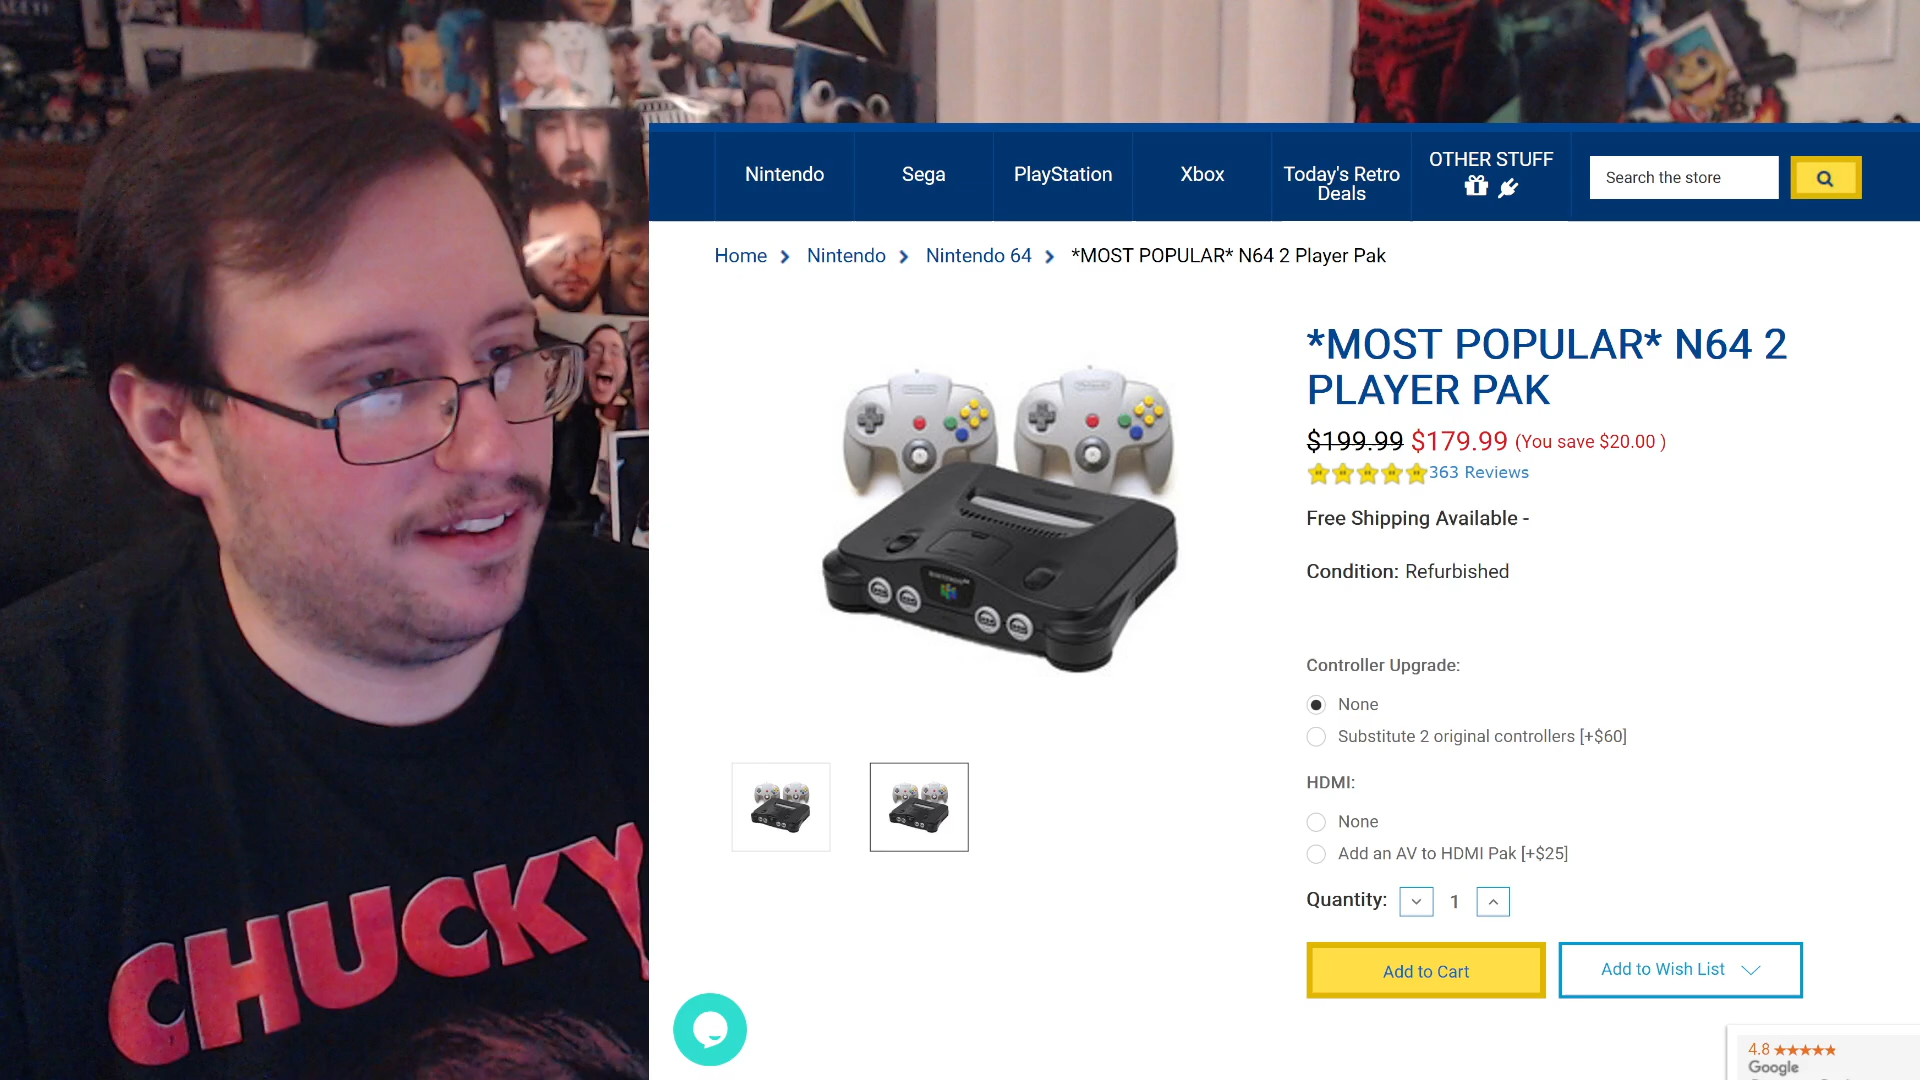 Nintendo
Sega
PlayStation
Xbox
Today's Retro
Deals
OTHER STUFF
Search the store
Home
Nintendo
Nintendo 64
*MOST POPULAR* N64 2 Player Pak
*MOST POPULAR* N64 2
PLAYER PAK
$199.99 $179.99 (You save $20.00 )
363 Reviews
Free Shipping Available -
Condition: Refurbished
Controller Upgrade:
None
Substitute 2 original controllers [+$60]
HDMI:
None
Add an AV to HDMI Pak [+$25]
Quantity: 1
Add to Cart
Add to Wish List
4.8
Google
CHUCKY